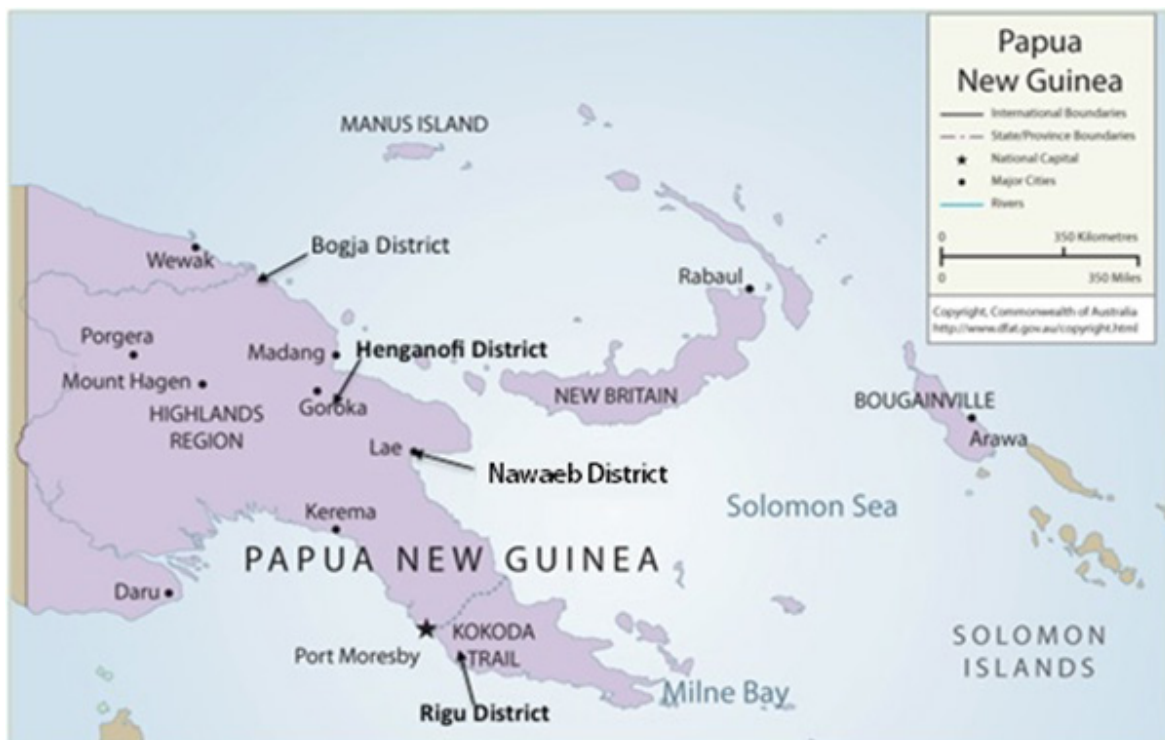 Papua
New Guinea
International Boundaries
State/Province Boundaries
National Capital
Major Cities
Rivers
0 350 Kilometres
0 350 Miles
Copyright, Commonwealth of Australia
http://www.dfat.gov.au/copyright.html
MANUS ISLAND
Wewak
Bogja District
Rabaul
Porgera
Madang
Henganofi District
Mount Hagen
Goroka
NEW BRITAIN
HIGHLANDS
REGION
BOUGAINVILLE
Arawa
Lae
Nawaeb District
Solomon Sea
Kerema
PAPUA NEW GUINEA
Daru
KOKODA
TRAIL
Port Moresby
SOLOMON
ISLANDS
Milne Bay
Rigu District